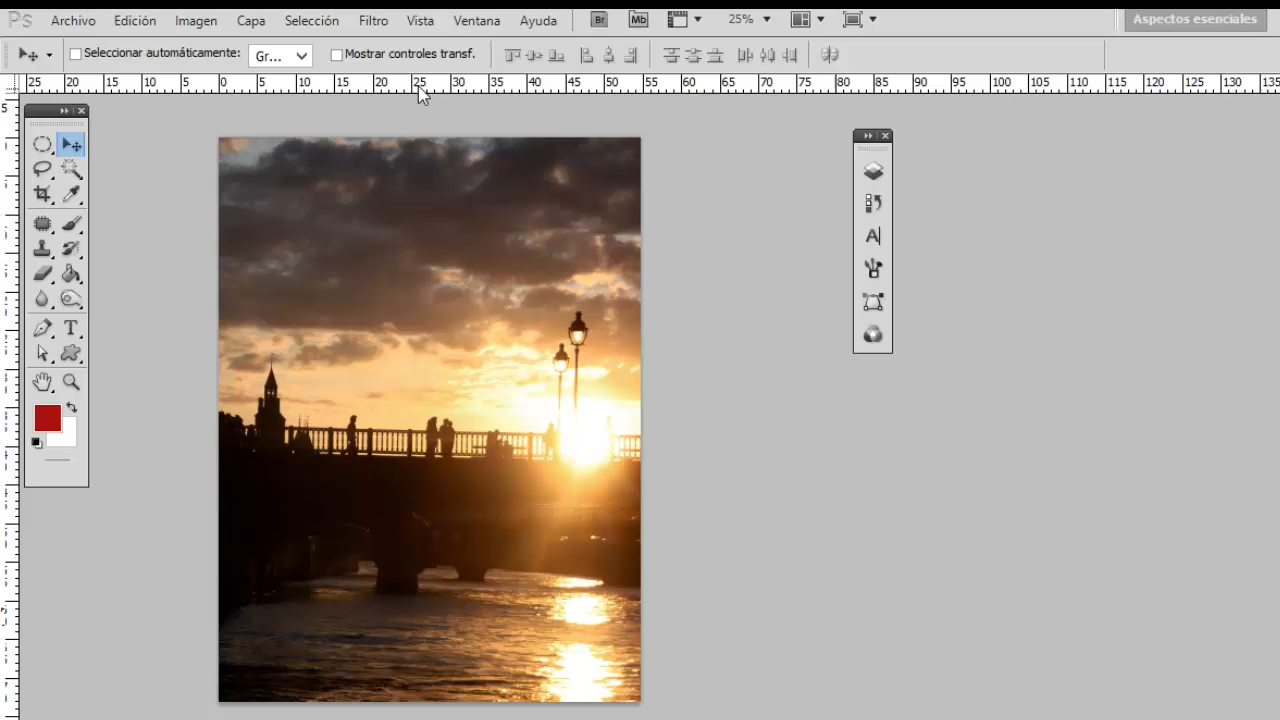 Ps Archivo Edición Imagen Capa Selección Filtro Vista Ventana Ayuda Br Mb 25% Aspectos esenciales
Seleccionar automáticamente: Gr... Mostrar controles transf.
25 20 15 10 5 0 5 10 15 20 25 30 35 40 45 50 55 60 65 70 75 80 85 90 95 100 105 110 115 120 125 130 135
5
A
T